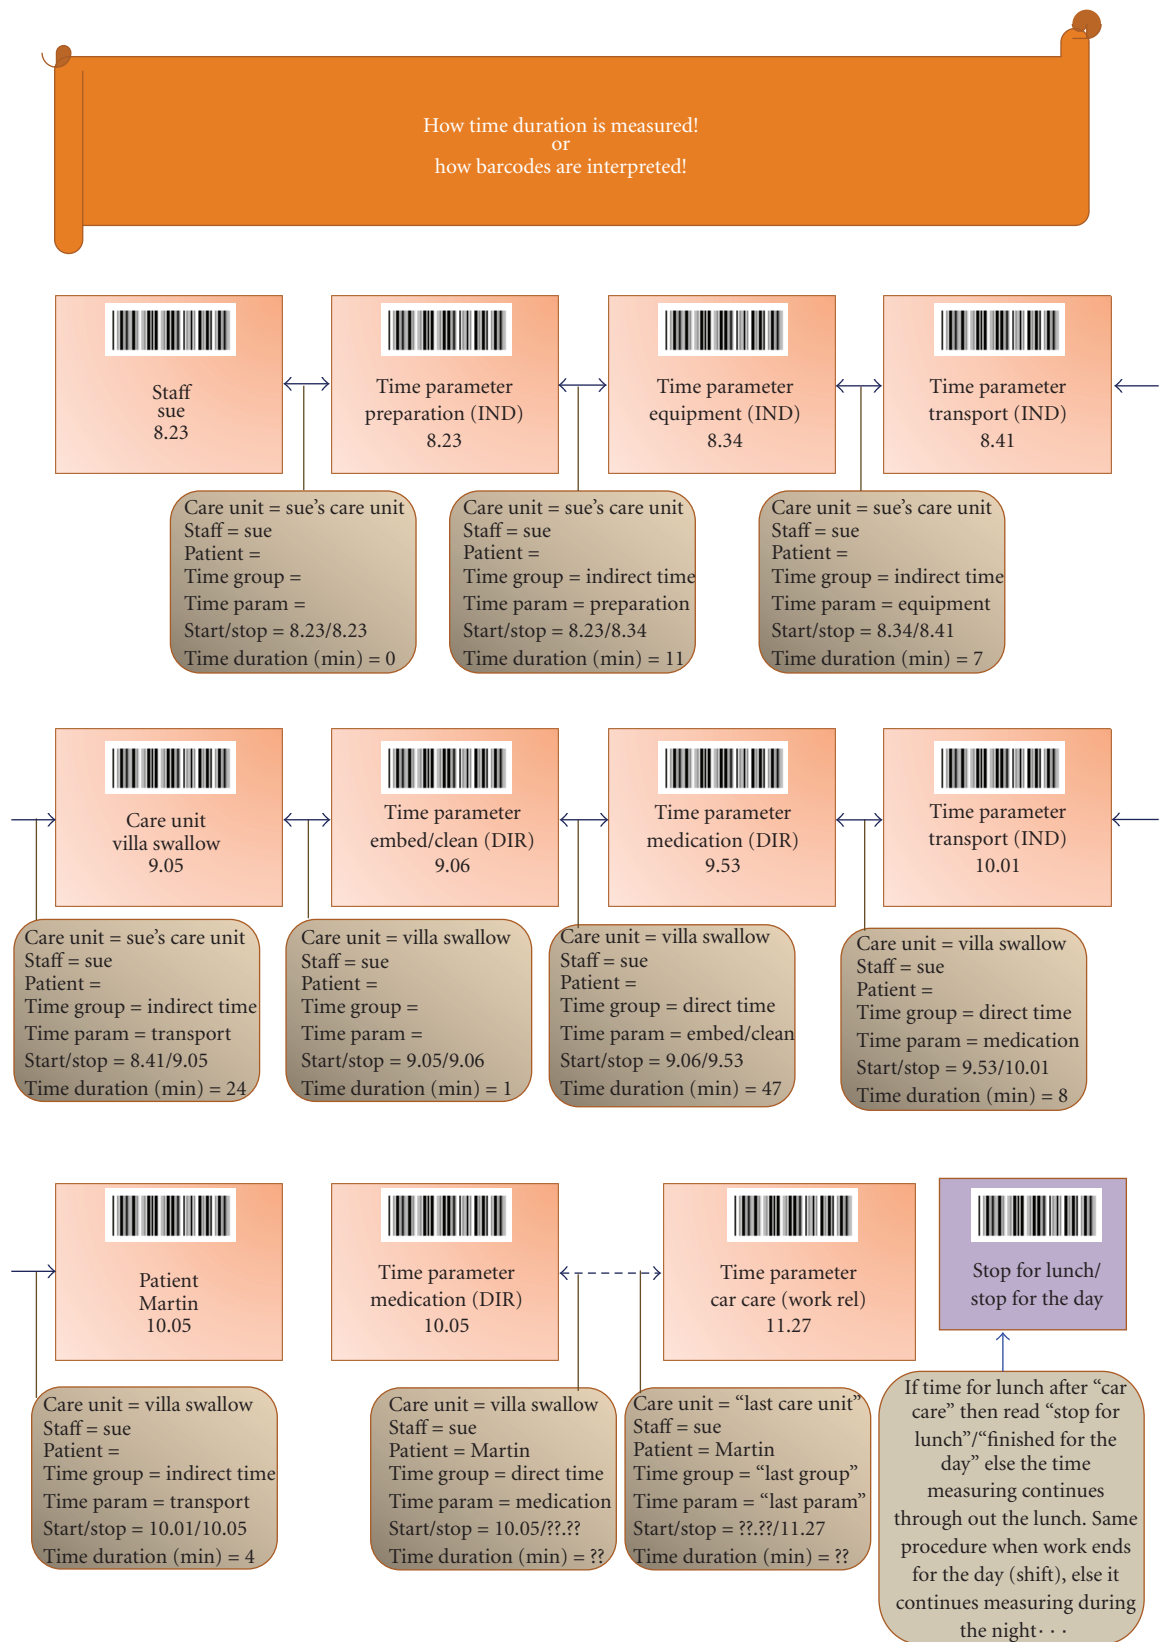 How time duration is measured!
or
how barcodes are interpreted!
Staff
sue
8.23
Time parameter
preparation (IND)
8.23
Time parameter
equipment (IND)
8.34
Time parameter
transport (IND)
8.41
Care unit = sue's care unit
Staff = sue
Patient =
Time group =
Time param =
Start/stop = 8.23/8.23
Time duration (min) = 0
Care unit = sue's care unit
Staff = sue
Patient =
Time group = indirect time
Time param = preparation
Start/stop = 8.23/8.34
Time duration (min) = 11
Care unit = sue's care unit
Staff = sue
Patient =
Time group = indirect time
Time param = equipment
Start/stop = 8.34/8.41
Time duration (min) = 7
Care unit
villa swallow
9.05
Time parameter
embed/clean (DIR)
9.06
Time parameter
medication (DIR)
9.53
Time parameter
transport (IND)
10.01
Care unit = sue's care unit
Staff = sue
Patient =
Time group = indirect time
Time param = transport
Start/stop = 8.41/9.05
Time duration (min) = 24
Care unit = villa swallow
Staff = sue
Patient =
Time group =
Time param =
Start/stop = 9.05/9.06
Time duration (min) = 1
Care unit = villa swallow
Staff = sue
Patient =
Time group = direct time
Time param = embed/clean
Start/stop = 9.06/9.53
Time duration (min) = 47
Care unit = villa swallow
Staff = sue
Patient =
Time group = direct time
Time param = medication
Start/stop = 9.53/10.01
Time duration (min) = 8
Patient
Martin
10.05
Time parameter
medication (DIR)
10.05
Time parameter
car care (work rel)
11.27
Stop for lunch/
stop for the day
Care unit = villa swallow
Staff = sue
Patient =
Time group = indirect time
Time param = transport
Start/stop = 10.01/10.05
Time duration (min) = 4
Care unit = villa swallow
Staff = sue
Patient = Martin
Time group = direct time
Time param = medication
Start/stop = 10.05/??.??
Time duration (min) = ??
Care unit = “last care unit”
Staff = sue
Patient = Martin
Time group = “last group”
Time param = “last param”
Start/stop = ??.??/11.27
Time duration (min) = ??
If time for lunch after “car
care” then read “stop for
lunch”/“finished for the
day” else the time
measuring continues
through out the lunch. Same
procedure when work ends
for the day (shift), else it
continues measuring during
the night· · ·